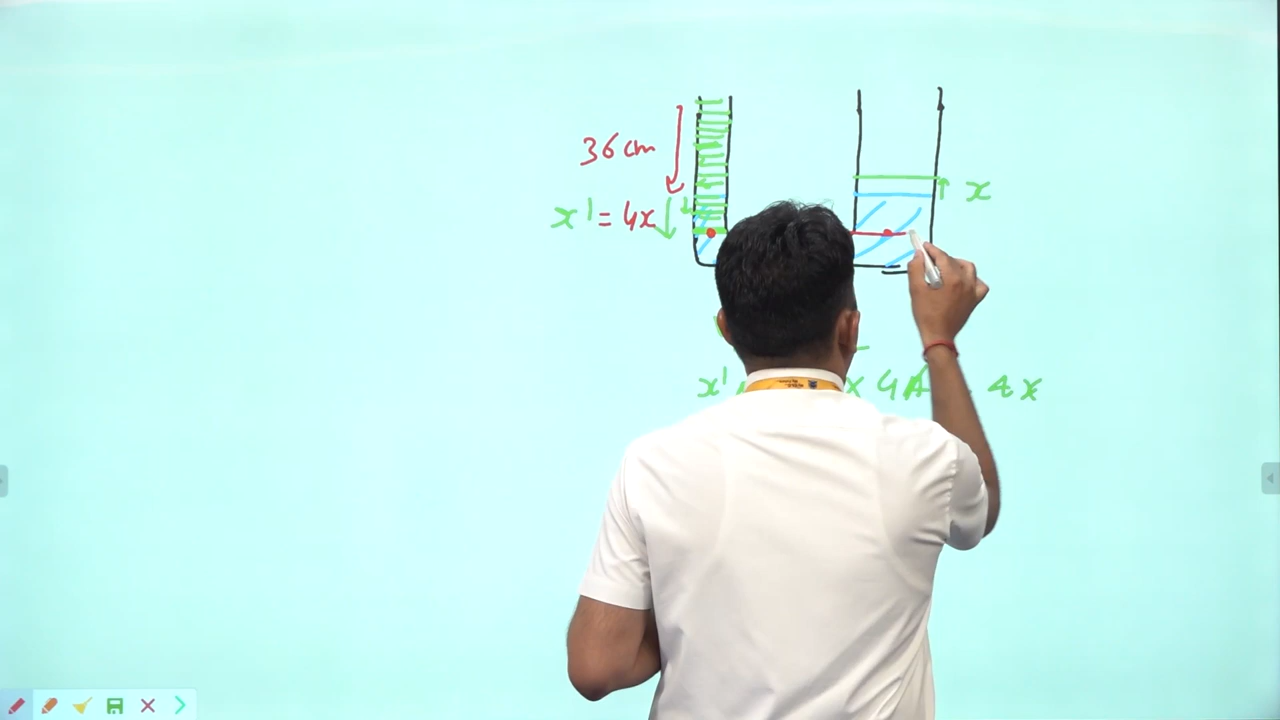 36 cm
x
x' = 4x
x'
x 4A
4x